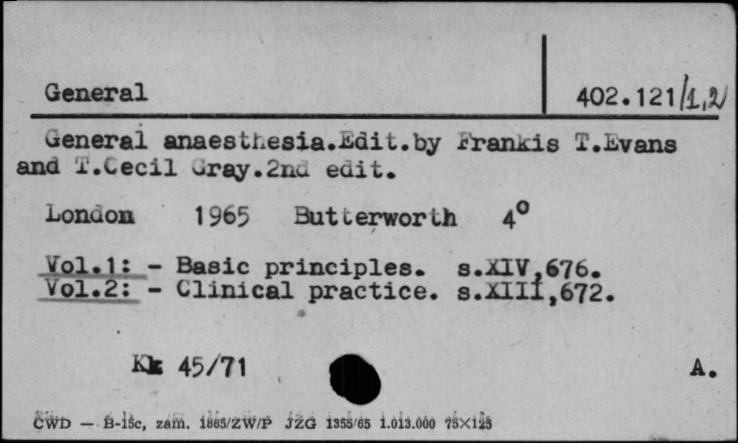 General 402.121/1,2
General anaesthesia.Edit.by Frankis T.Evans
and T.Cecil Gray.2nd edit.
London 1965 Butterworth 4°
Vol.1: - Basic principles. s.XIV,676.
Vol.2: - Clinical practice. s.XIII,672.
Kk 45/71 A.
CWD — B-15c, zam. 1865/ZW/P JZG 1355/65 1.013.000 75×125